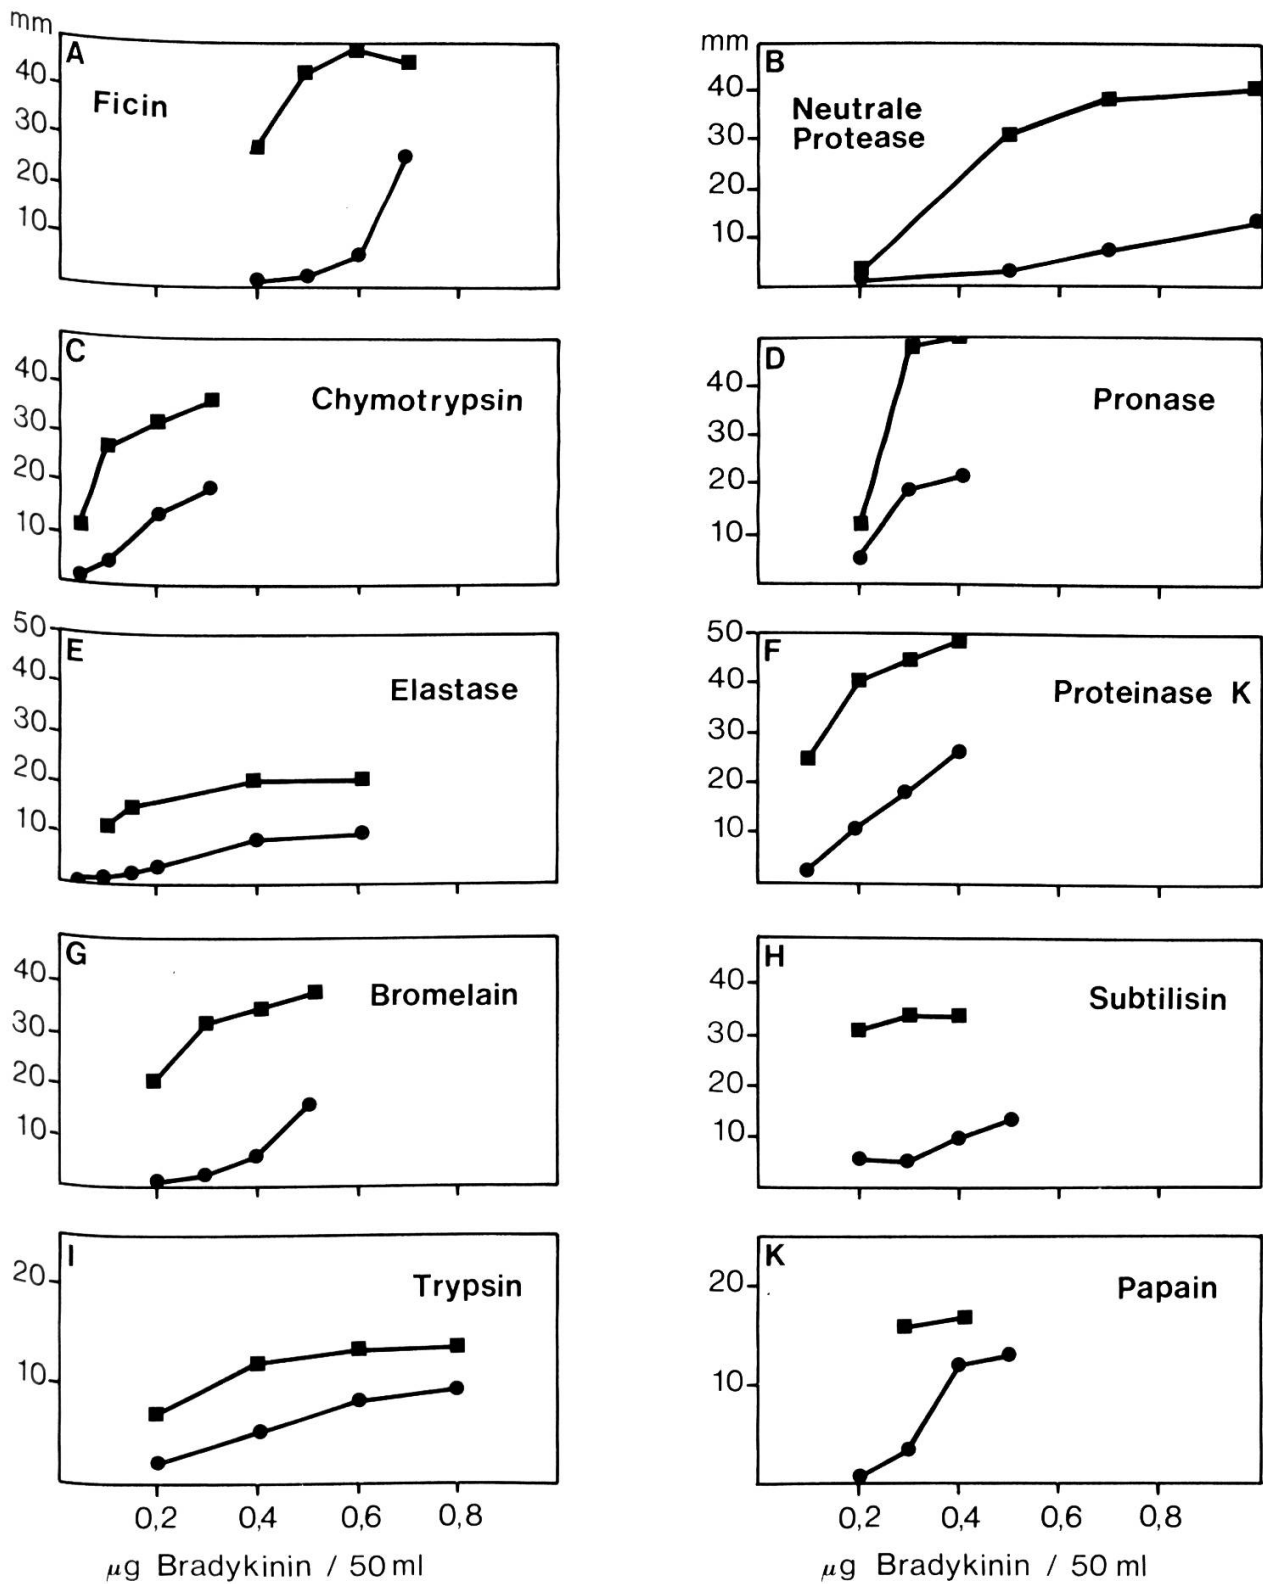 mm
A
Ficin
40
30
20
10
mm
B
Neutrale
Protease
40
30
20
10
C
Chymotrypsin
40
30
20
10
D
Pronase
40
30
20
10
E
Elastase
50
40
30
20
10
F
Proteinase K
50
40
30
20
10
G
Bromelain
40
30
20
10
H
Subtilisin
40
30
20
10
I
Trypsin
20
10
0,2 0,4 0,6 0,8
μg Bradykinin / 50 ml
K
Papain
20
10
0,2 0,4 0,6 0,8
μg Bradykinin / 50 ml